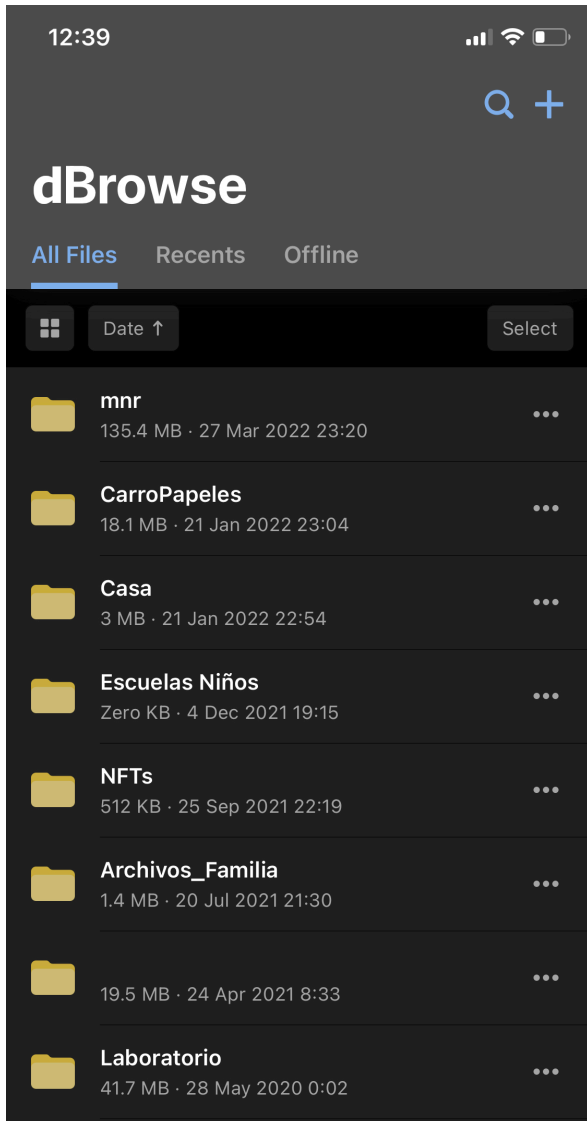 12:39
dBrowse
All Files Recents Offline
Date ↑ Select
mnr
135.4 MB · 27 Mar 2022 23:20
CarroPapeles
18.1 MB · 21 Jan 2022 23:04
Casa
3 MB · 21 Jan 2022 22:54
Escuelas Niños
Zero KB · 4 Dec 2021 19:15
NFTs
512 KB · 25 Sep 2021 22:19
Archivos_Familia
1.4 MB · 20 Jul 2021 21:30
19.5 MB · 24 Apr 2021 8:33
Laboratorio
41.7 MB · 28 May 2020 0:02